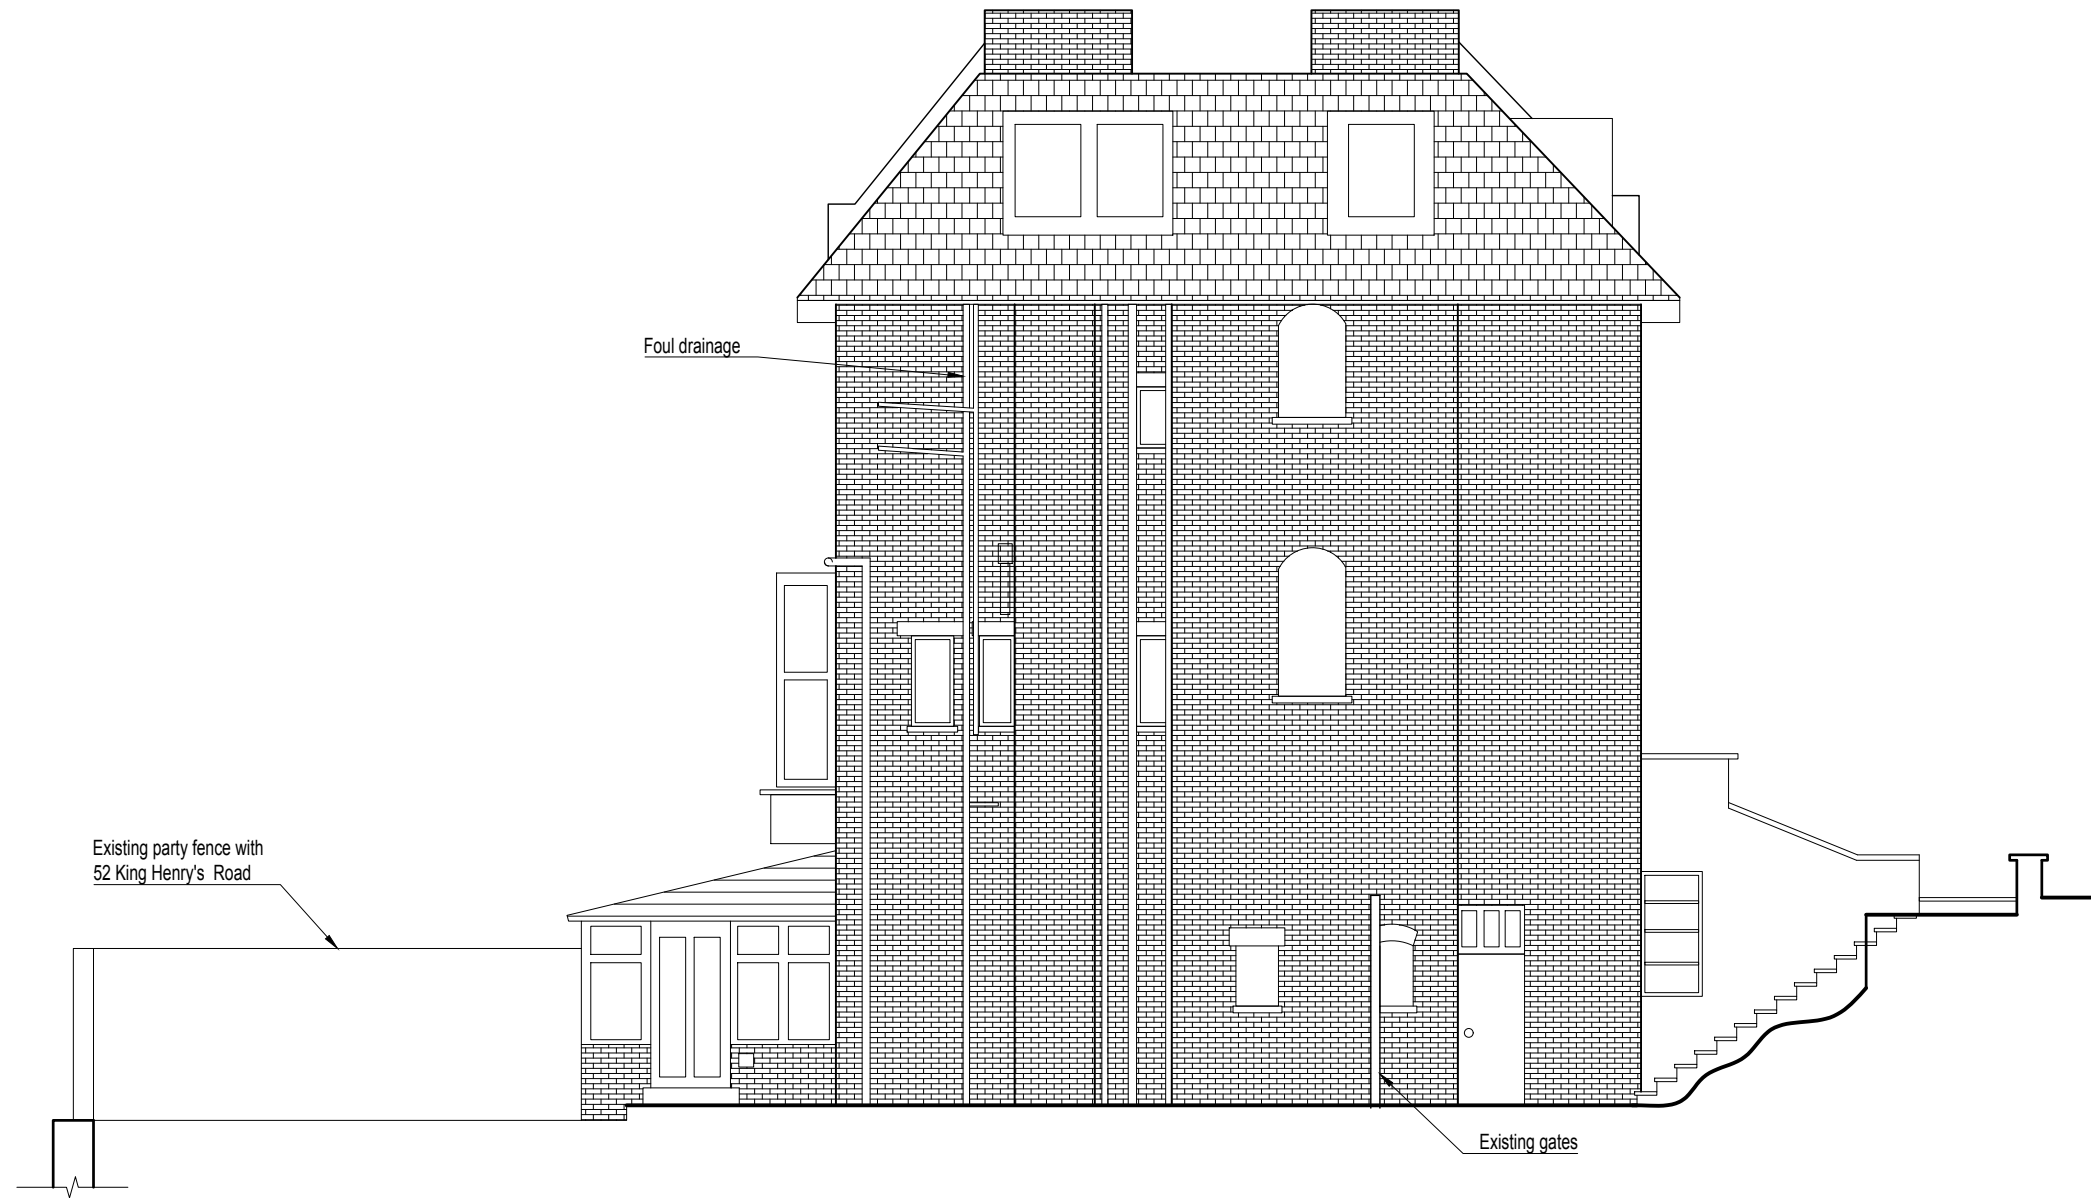 Foul drainage
Existing party fence with
52 King Henry's Road
Existing gates